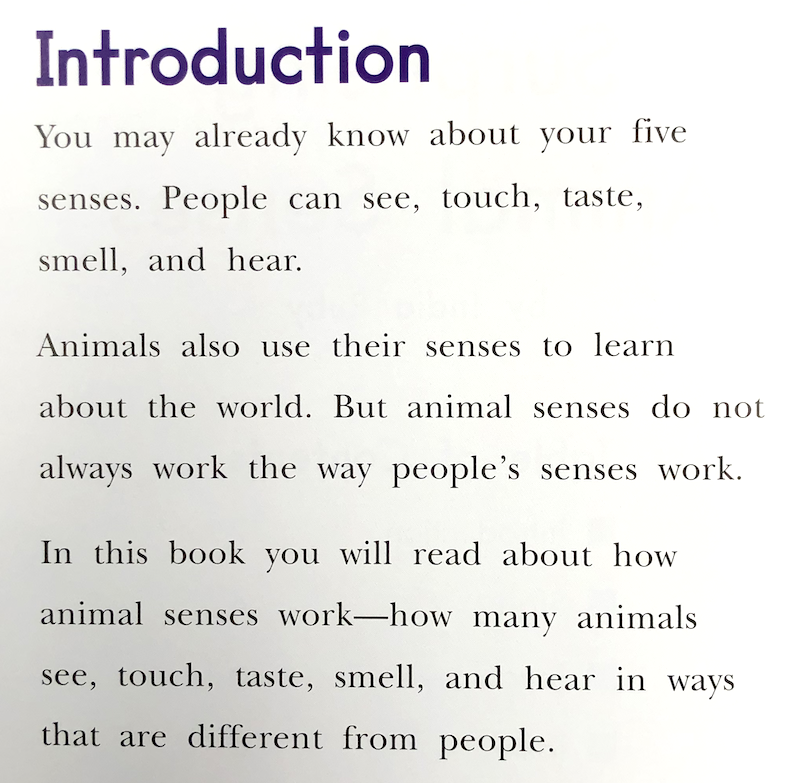 Introduction
You may already know about your five
senses. People can see, touch, taste,
smell, and hear.
Animals also use their senses to learn
about the world. But animal senses do not
always work the way people’s senses work.
In this book you will read about how
animal senses work—how many animals
see, touch, taste, smell, and hear in ways
that are different from people.